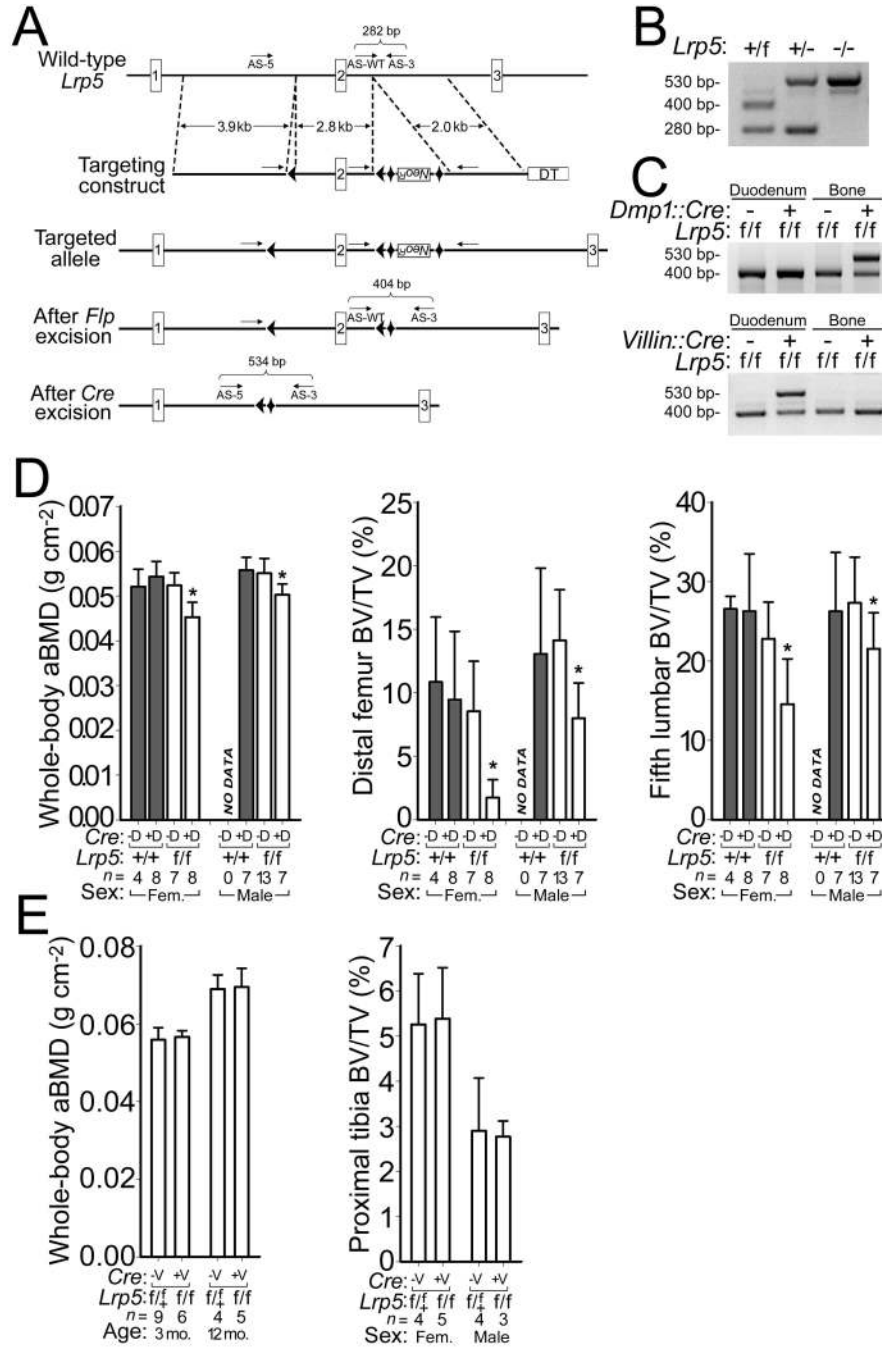 A
Wild-type
Lrp5
1
AS-5
2
282 bp
AS-WT AS-3
3
3.9kb
2.8 kb
2.0kb
Targeting
construct
2
NeoR
DT
Targeted
allele
1
2
NeoR
3
After Flp
excision
1
2
404 bp
AS-WT
AS-3
3
After Cre
excision
1
534 bp
AS-5
AS-3
3
B
Lrp5: +/f +/- -/-
530 bp-
400 bp-
280 bp-
C
Duodenum Bone
Dmp1::Cre: - + - +
Lrp5: f/f f/f f/f f/f
530 bp-
400 bp-
Duodenum Bone
Villin::Cre: - + - +
Lrp5: f/f f/f f/f f/f
530 bp-
400 bp-
D
Whole-body aBMD (g cm-2)
0.07
0.06
0.05
0.04
0.03
0.02
0.01
0.00
*
*
NO DATA
Cre: -D +D -D +D -D +D -D +D
Lrp5: +/+ f/f +/+ f/f
n= 4 8 7 8 0 7 13 7
Sex: Fem. Male
Distal femur BV/TV (%)
25
20
15
10
5
0
*
*
NO DATA
Cre: -D +D -D +D -D +D -D +D
Lrp5: +/+ f/f +/+ f/f
n= 4 8 7 8 0 7 13 7
Sex: Fem. Male
Fifth lumbar BV/TV (%)
40
30
20
10
0
*
*
NO DATA
Cre: -D +D -D +D -D +D -D +D
Lrp5: +/+ f/f +/+ f/f
n= 4 8 7 8 0 7 13 7
Sex: Fem. Male
E
Whole-body aBMD (g cm-2)
0.08
0.06
0.04
0.02
0.00
Cre: -V +V -V +V
Lrp5: f/f+ f/f f/f+ f/f
n= 9 6 4 5
Age: 3 mo. 12 mo.
Proximal tibia BV/TV (%)
7
6
5
4
3
2
1
0
Cre: -V +V -V +V
Lrp5: f/f+ f/f f/f+ f/f
n= 4 5 4 3
Sex: Fem. Male